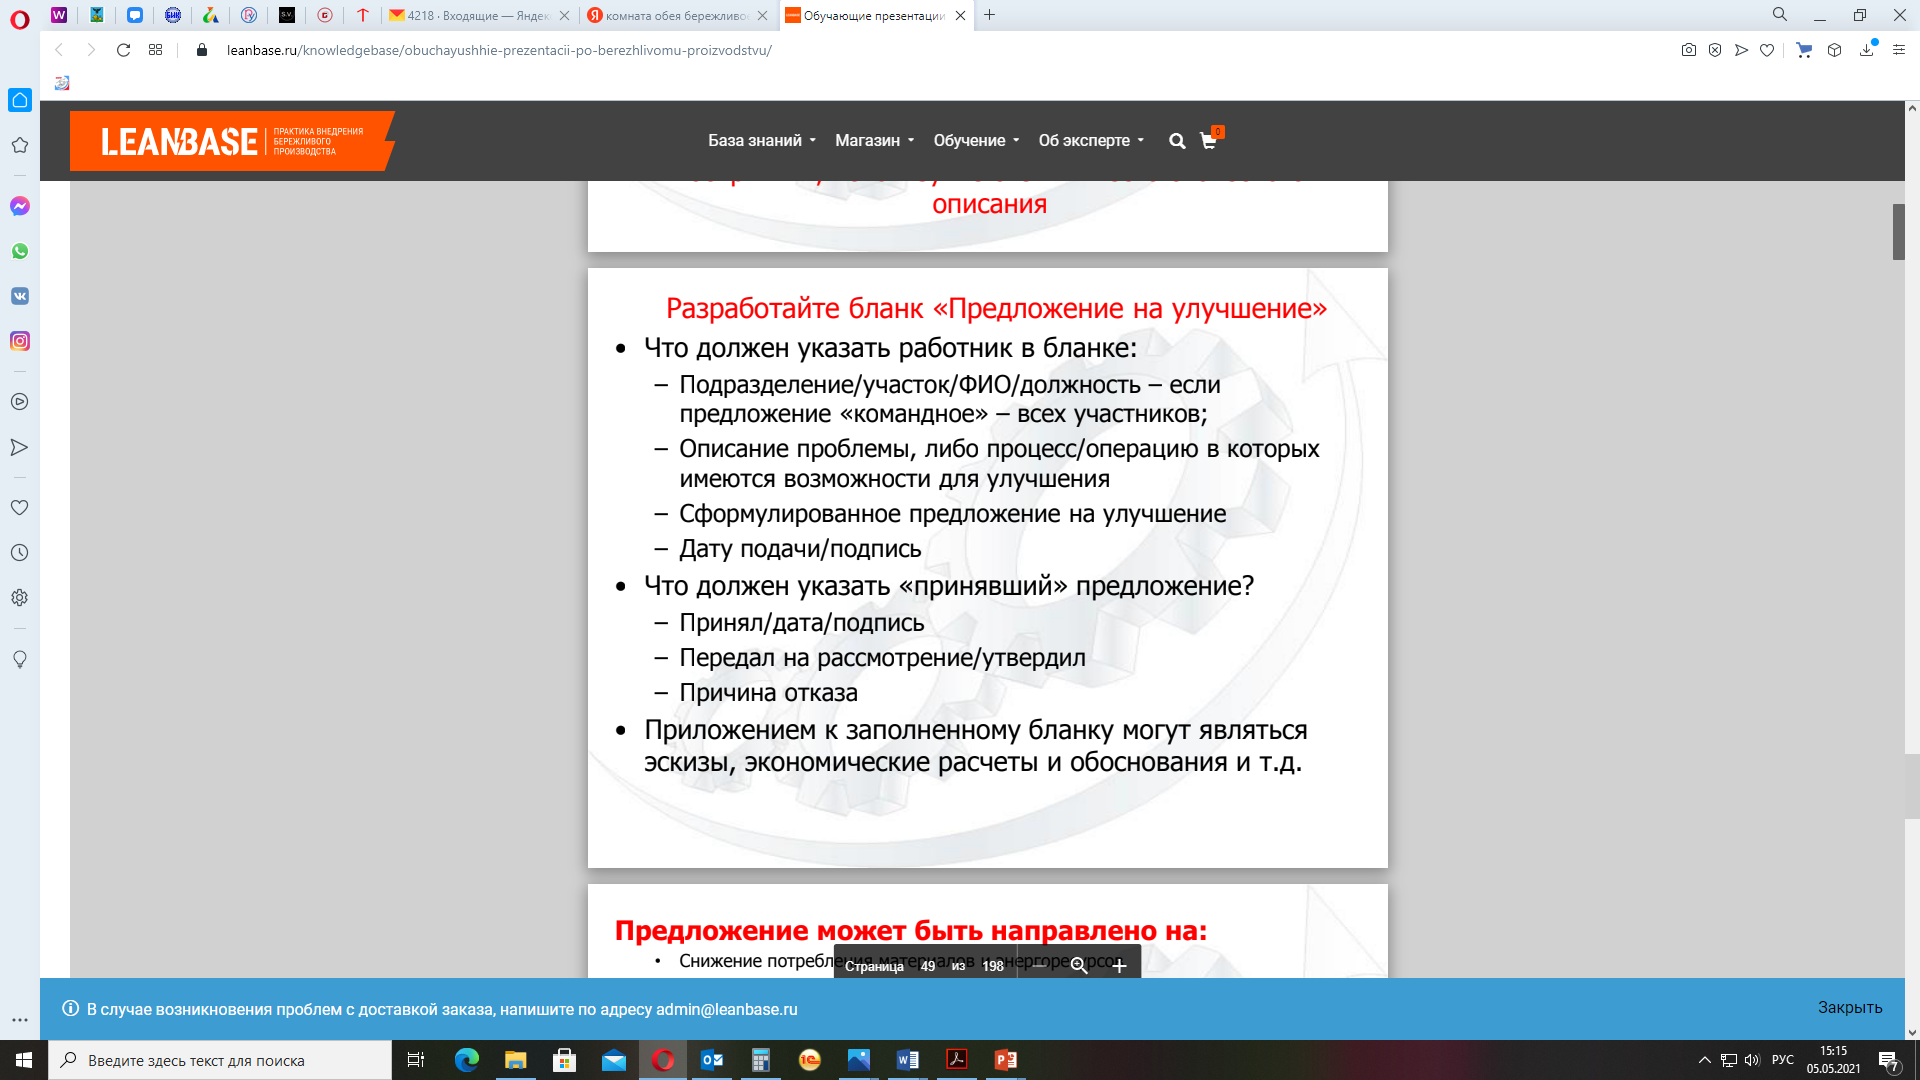 4218 · Входящие — Яндек
комната обея бережливо
Обучающие презентации
leanbase.ru/knowledgebase/obuchayushhie-prezentacii-po-berezhlivomu-proizvodstvu/
LEANBASE
ПРАКТИКА ВНЕДРЕНИЯ
БЕРЕЖЛИВОГО
ПРОИЗВОДСТВА
База знаний Магазин Обучение Об эксперте 0
описания
Разработайте бланк «Предложение на улучшение»
• Что должен указать работник в бланке:
– Подразделение/участок/ФИО/должность – если
предложение «командное» – всех участников;
– Описание проблемы, либо процесс/операцию в которых
имеются возможности для улучшения
– Сформулированное предложение на улучшение
– Дату подачи/подпись
• Что должен указать «принявший» предложение?
– Принял/дата/подпись
– Передал на рассмотрение/утвердил
– Причина отказа
• Приложением к заполненному бланку могут являться
эскизы, экономические расчеты и обоснования и т.д.
Предложение может быть направлено на:
• Снижение потребления материалов и энергоресурсов
Страница 49 из 198
В случае возникновения проблем с доставкой заказа, напишите по адресу admin@leanbase.ru
Закрыть
Введите здесь текст для поиска
РУС
15:15
05.05.2021
7